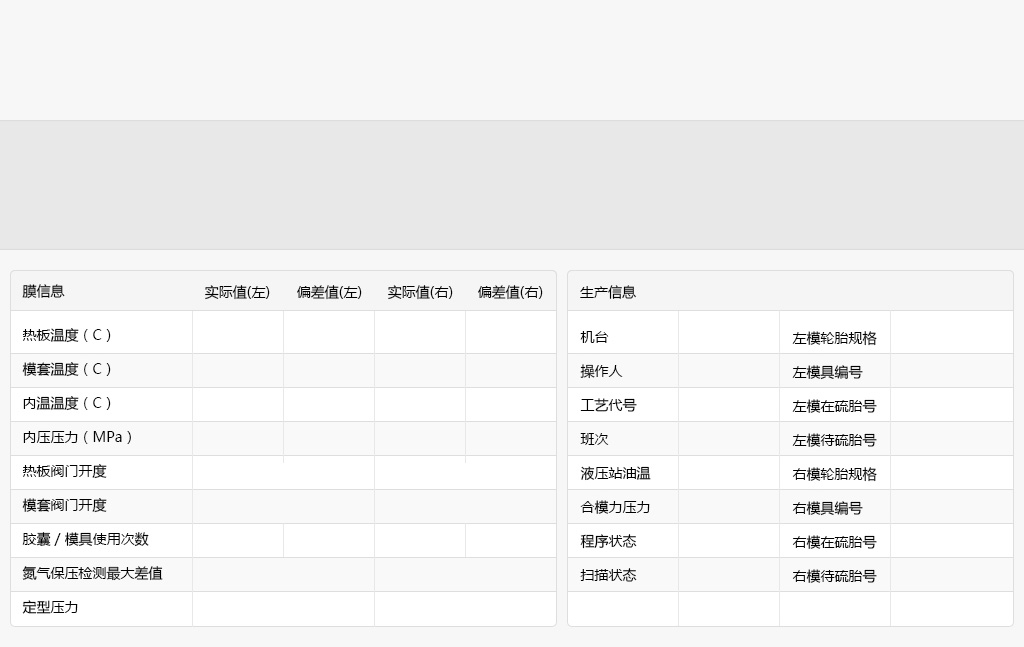 膜信息 实际值(左) 偏差值(左) 实际值(右) 偏差值(右)
热板温度 ( C )
模套温度 ( C )
内温温度 ( C )
内压压力 ( MPa )
热板阀门开度
模套阀门开度
胶囊 / 模具使用次数
氮气保压检测最大差值
定型压力
生产信息
机台 左模轮胎规格
操作人 左模具编号
工艺代号 左模在硫胎号
班次 左模待硫胎号
液压站油温 右模轮胎规格
合模力压力 右模具编号
程序状态 右模在硫胎号
扫描状态 右模待硫胎号